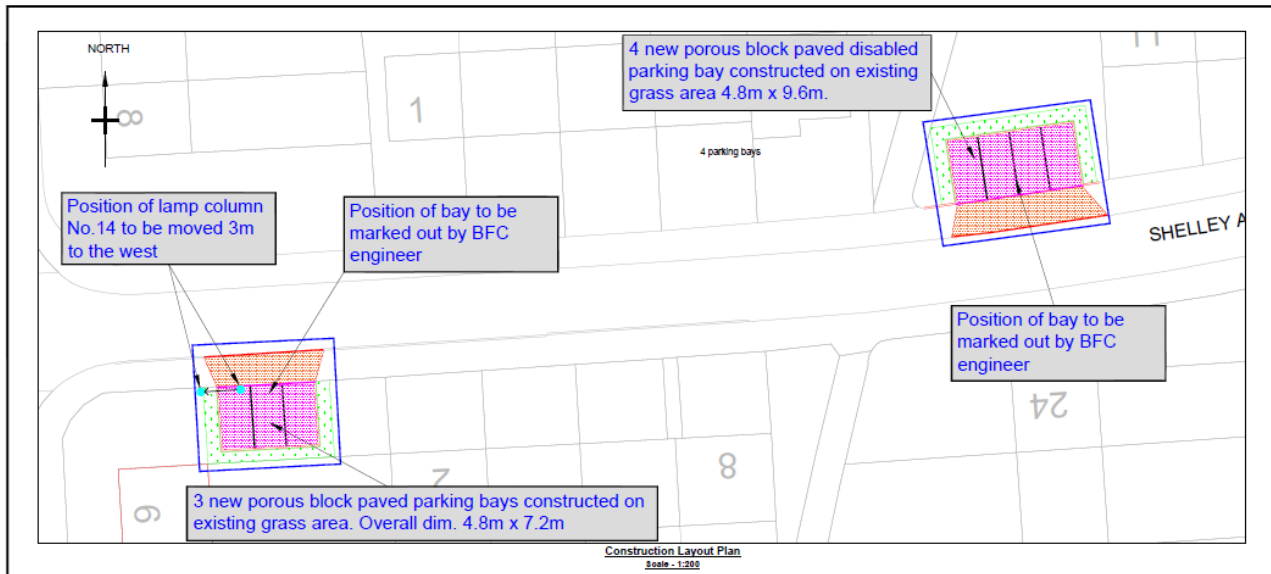 NORTH
8
1
4 new porous block paved disabled
parking bay constructed on existing
grass area 4.8m x 9.6m.
11
4 parking bays
Position of lamp column
No.14 to be moved 3m
to the west
Position of bay to be
marked out by BFC
engineer
SHELLEY A
Position of bay to be
marked out by BFC
engineer
24
2
8
6
3 new porous block paved parking bays constructed on
existing grass area. Overall dim. 4.8m x 7.2m
Construction Layout Plan
Scale - 1:200